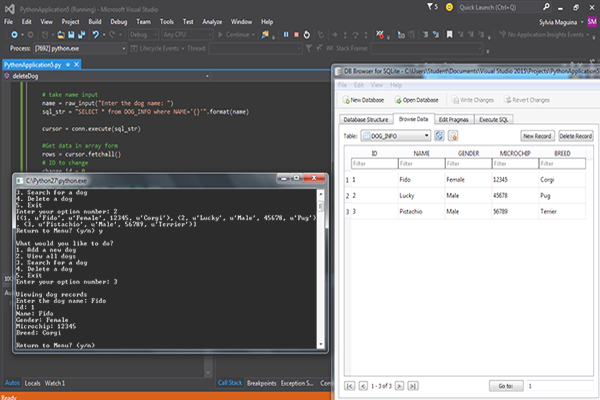 PythonApplication5 (Running) - Microsoft Visual Studio
5
Quick Launch (Ctrl+Q)
File Edit View Project Build Debug Team Tools Test Analyze Window Help
Sylvia Maguina SM
Debug Any CPU Continue
Process: [7692] python.exe Lifecycle Events Thread: Stack Frame:
No Application Insights Events
PythonApplication5.py
deleteDog
# take name input
name = raw_input("Enter the dog name: ")
sql_str = "SELECT * from DOG_INFO where NAME='{}'".format(name)
cursor = conn.execute(sql_str)
#Get data in array form
rows = cursor.fetchall()
# ID to change
change_id = 0
C:\Python27\python.exe
3. Search for a dog
4. Delete a dog
5. Exit
Enter your option number: 2
[(1, u'Fido', u'Female', 12345, u'Corgi'), (2, u'Lucky', u'Male', 45678, u'Pug')
, (3, u'Pistachio', u'Male', 56789, u'Terrier')]
Return to Menu? (y/n) y
What would you like to do?
1. Add a new dog
2. View all dogs
3. Search for a dog
4. Delete a dog
5. Exit
Enter your option number: 3
Viewing dog records
Enter the dog name: Fido
Id: 1
Name: Fido
Gender: Female
Microchip: 12345
Breed: Corgi
Return to Menu? (y/n)
Autos Locals Watch 1
Call Stack Breakpoints Exception S...
DB Browser for SQLite - C:\Users\Student\Documents\Visual Studio 2015\Projects\PythonApplication5
File Edit View Help
New Database Open Database Write Changes Revert Changes
Database Structure Browse Data Edit Pragmas Execute SQL
Table: DOG_INFO New Record Delete Record
ID NAME GENDER MICROCHIP BREED
Filter Filter Filter Filter Filter
1 1 Fido Female 12345 Corgi
2 2 Lucky Male 45678 Pug
3 3 Pistachio Male 56789 Terrier
1 - 3 of 3
Go to: 1